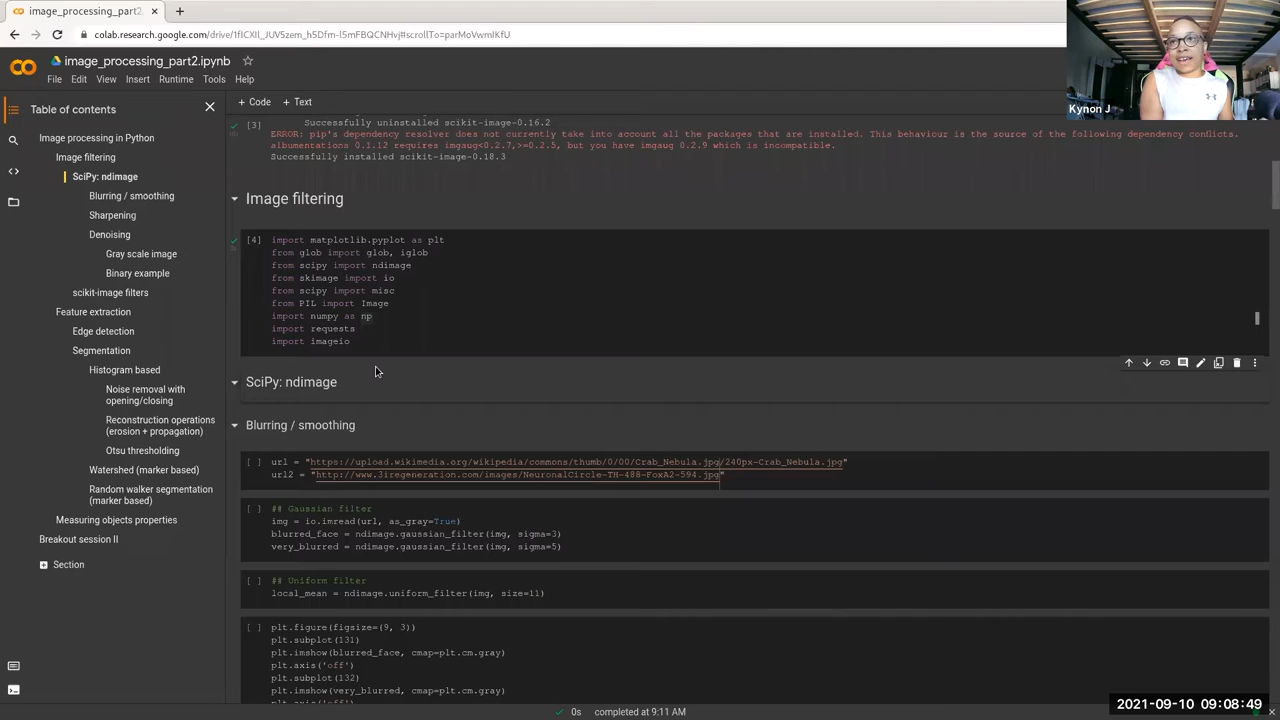 image_processing_part2.
colab.research.google.com/drive/1fICXIl_JUV5zem_h5Dfm-I5mFBQCNHvj#scrollTo=parMoVwmIKfU
image_processing_part2.ipynb
File Edit View Insert Runtime Tools Help
Kynon J
Table of contents
Image processing in Python
Image filtering
SciPy: ndimage
Blurring / smoothing
Sharpening
Denoising
Gray scale image
Binary example
scikit-image filters
Feature extraction
Edge detection
Segmentation
Histogram based
Noise removal with
opening/closing
Reconstruction operations
(erosion + propagation)
Otsu thresholding
Watershed (marker based)
Random walker segmentation
(marker based)
Measuring objects properties
Breakout session II
Section
+ Code + Text
Successfully uninstalled scikit-image-0.16.2
[3] ERROR: pip's dependency resolver does not currently take into account all the packages that are installed. This behaviour is the source of the following dependency conflicts.
albumentations 0.1.12 requires imgaug<0.2.7,>=0.2.5, but you have imgaug 0.2.9 which is incompatible.
Successfully installed scikit-image-0.18.3
Image filtering
[4] import matplotlib.pyplot as plt
from glob import glob, iglob
from scipy import ndimage
from skimage import io
from scipy import misc
from PIL import Image
import numpy as np
import requests
import imageio
SciPy: ndimage
Blurring / smoothing
[ ] url = "https://upload.wikimedia.org/wikipedia/commons/thumb/0/00/Crab_Nebula.jpg/240px-Crab_Nebula.jpg"
url2 = "http://www.3iregeneration.com/images/NeuronalCircle-TH-488-FoxA2-594.jpg"
[ ] ## Gaussian filter
img = io.imread(url, as_gray=True)
blurred_face = ndimage.gaussian_filter(img, sigma=3)
very_blurred = ndimage.gaussian_filter(img, sigma=5)
[ ] ## Uniform filter
local_mean = ndimage.uniform_filter(img, size=11)
[ ] plt.figure(figsize=(9, 3))
plt.subplot(131)
plt.imshow(blurred_face, cmap=plt.cm.gray)
plt.axis('off')
plt.subplot(132)
plt.imshow(very_blurred, cmap=plt.cm.gray)
0s completed at 9:11 AM
2021-09-10 09:08:49